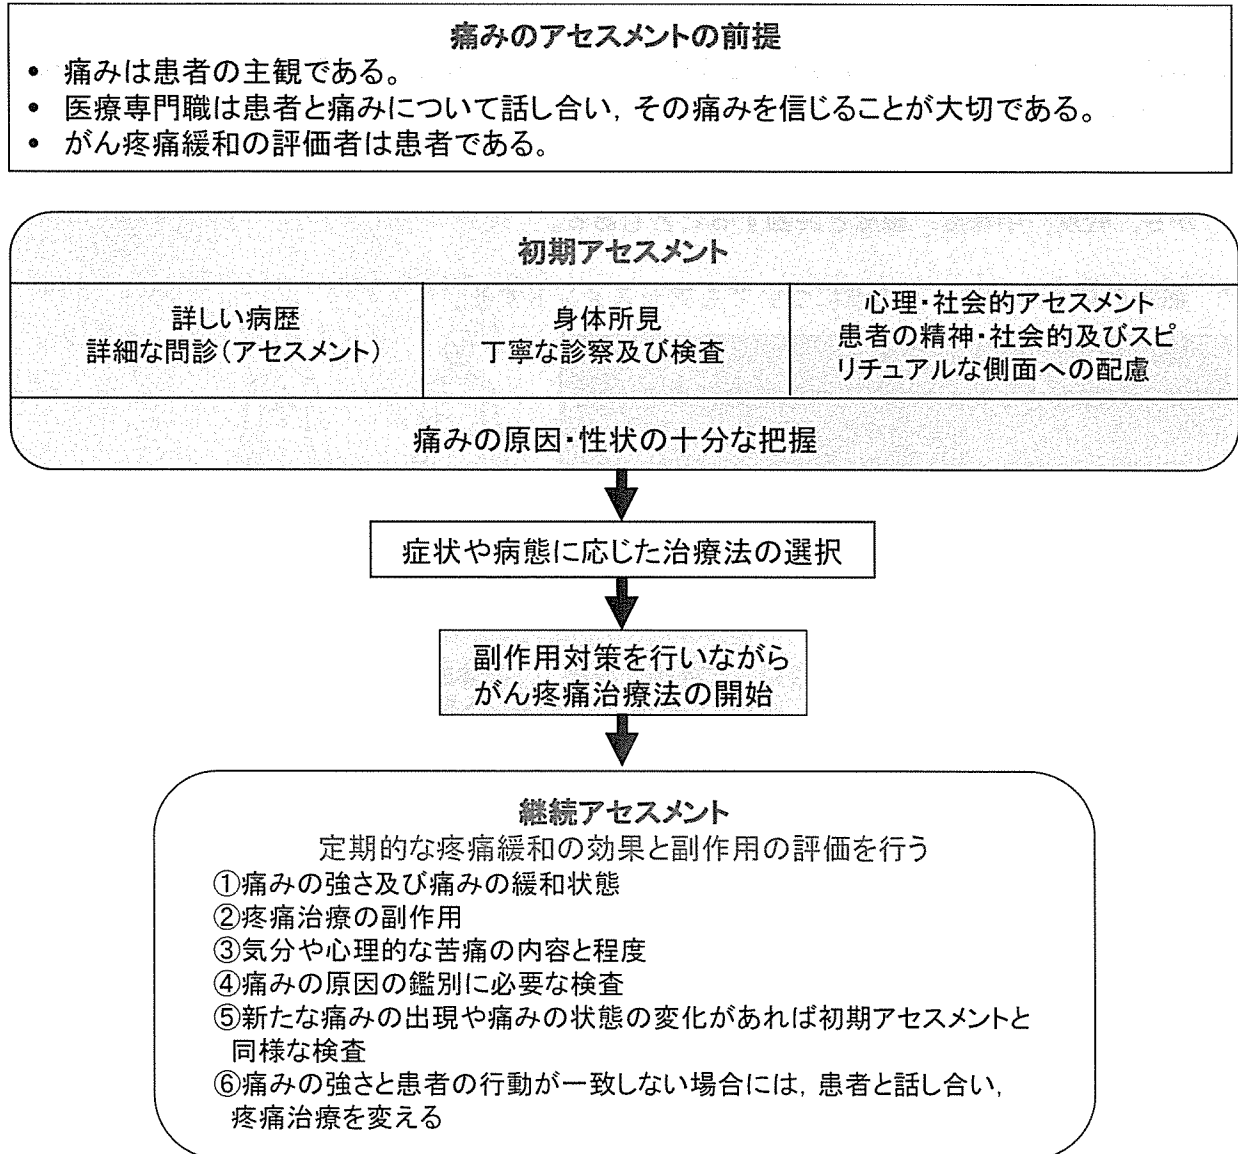 痛みのアセスメントの前提
• 痛みは患者の主観である。
• 医療専門職は患者と痛みについて話し合い, その痛みを信じることが大切である。
• がん疼痛緩和の評価者は患者である。
初期アセスメント
詳しい病歴
詳細な問診(アセスメント)
身体所見
丁寧な診察及び検査
心理・社会的アセスメント
患者の精神・社会的及びスピ
リチュアルな側面への配慮
痛みの原因・性状の十分な把握
症状や病態に応じた治療法の選択
副作用対策を行いながら
がん疼痛治療法の開始
継続アセスメント
定期的な疼痛緩和の効果と副作用の評価を行う
①痛みの強さ及び痛みの緩和状態
②疼痛治療の副作用
③気分や心理的な苦痛の内容と程度
④痛みの原因の鑑別に必要な検査
⑤新たな痛みの出現や痛みの状態の変化があれば初期アセスメントと
同様な検査
⑥痛みの強さと患者の行動が一致しない場合には, 患者と話し合い,
疼痛治療を変える